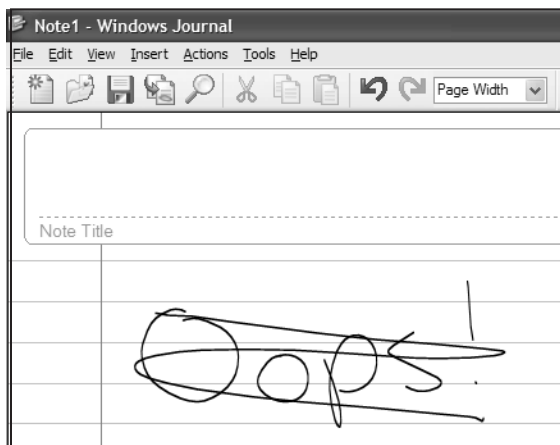 Note1 - Windows Journal
File Edit View Insert Actions Tools Help
Page Width
Note Title
Oops!